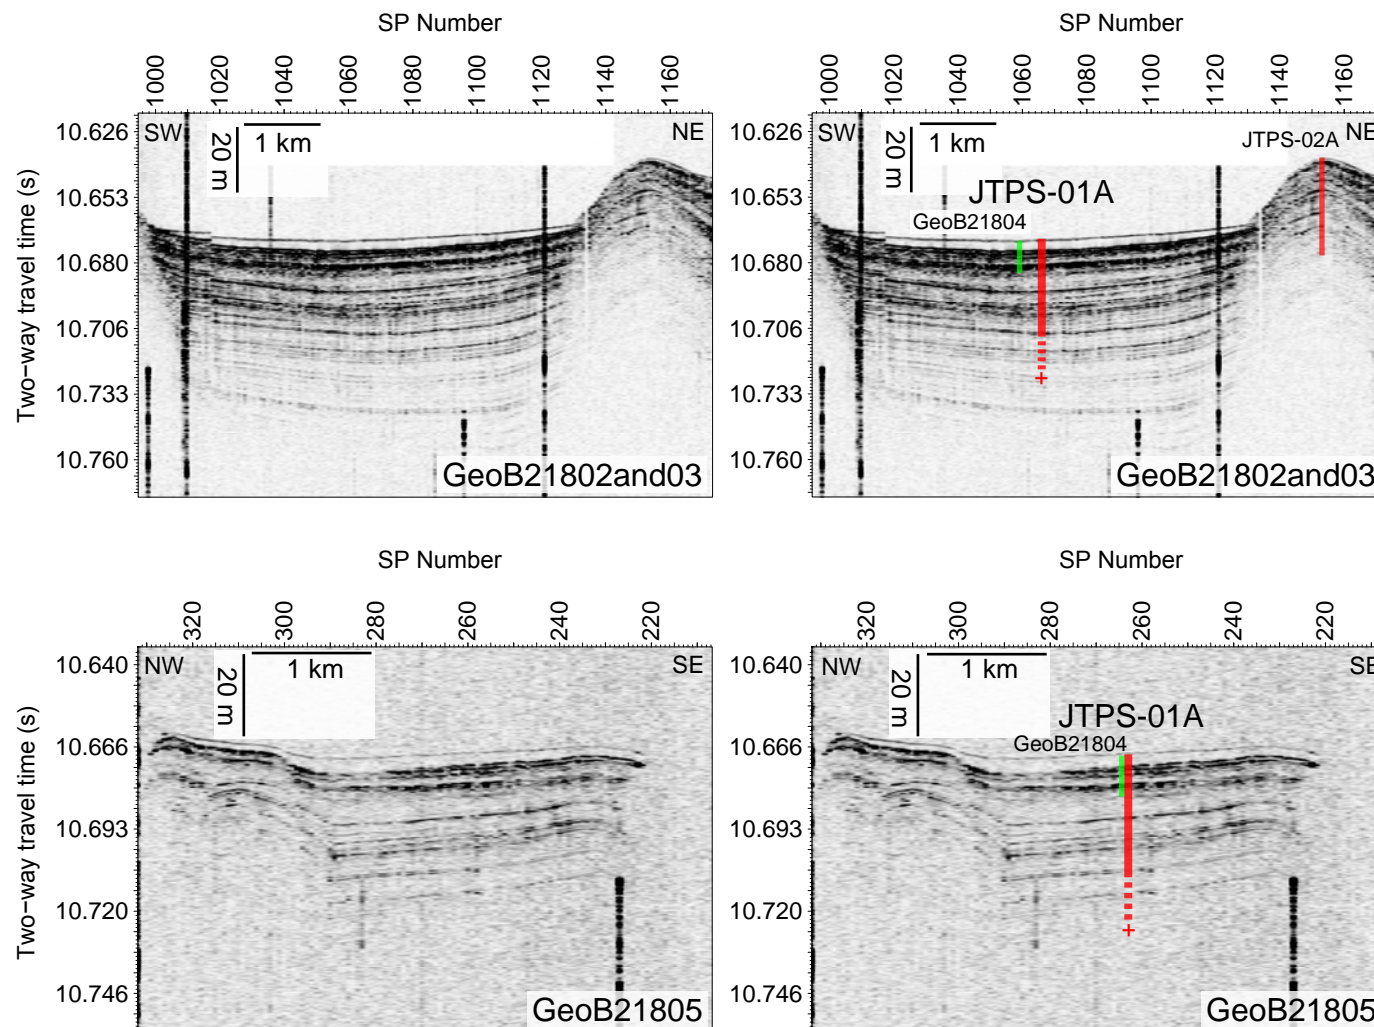 SP Number
SP Number
1000 1020 1040 1060 1080 1100 1120 1140 1160
1000 1020 1040 1060 1080 1100 1120 1140 1160
Two-way travel time (s)
10.626
10.653
10.680
10.706
10.733
10.760
SW
20 m
1 km
NE
GeoB21802and03
10.626
10.653
10.680
10.706
10.733
10.760
SW
20 m
1 km
NE
JTPS-02A
JTPS-01A
GeoB21804
GeoB21802and03
SP Number
SP Number
320 300 280 260 240 220
320 300 280 260 240 220
Two-way travel time (s)
10.640
10.666
10.693
10.720
10.746
NW
20 m
1 km
SE
GeoB21805
10.640
10.666
10.693
10.720
10.746
NW
20 m
1 km
SE
JTPS-01A
GeoB21804
GeoB21805